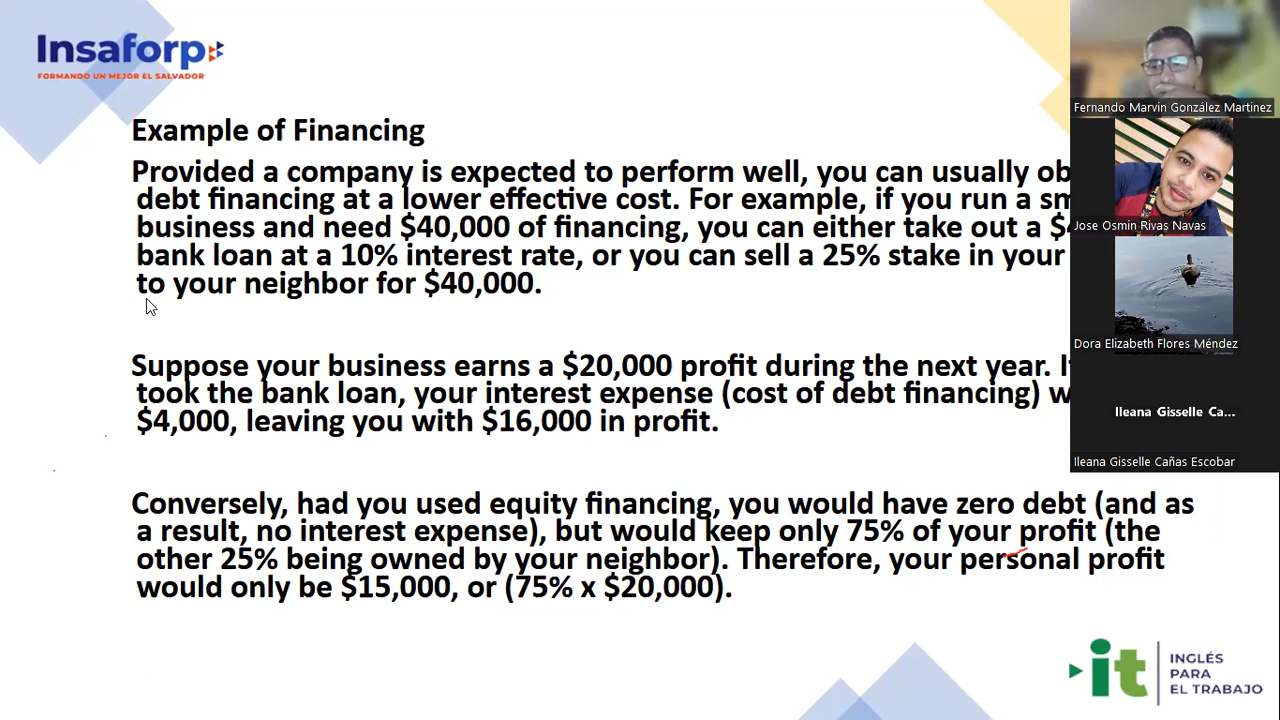 Insaforp
FORMANDO UN MEJOR EL SALVADOR
Example of Financing
Provided a company is expected to perform well, you can usually ob
debt financing at a lower effective cost. For example, if you run a sm
business and need $40,000 of financing, you can either take out a $4
bank loan at a 10% interest rate, or you can sell a 25% stake in your
to your neighbor for $40,000.
Suppose your business earns a $20,000 profit during the next year. I
took the bank loan, your interest expense (cost of debt financing) w
$4,000, leaving you with $16,000 in profit.
Conversely, had you used equity financing, you would have zero debt (and as
a result, no interest expense), but would keep only 75% of your profit (the
other 25% being owned by your neighbor). Therefore, your personal profit
would only be $15,000, or (75% x $20,000).
Fernando Marvin González Martinez
Jose Osmin Rivas Navas
Dora Elizabeth Flores Méndez
Ileana Gisselle Ca...
Ileana Gisselle Cañas Escobar
it
INGLÉS
PARA
EL TRABAJO